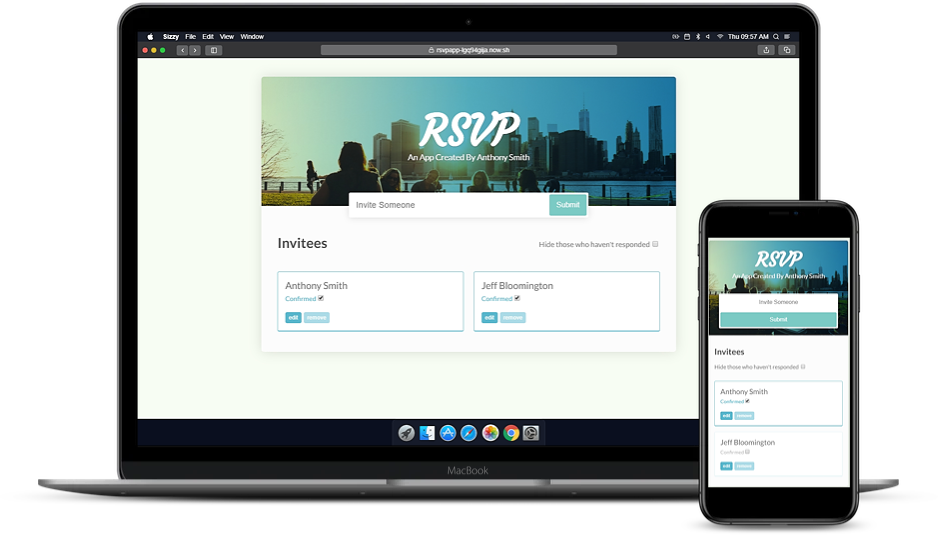 Sizzy File Edit View Window Thu 09:57 AM
rsvpapp-lgq94gija.now.sh
RSVP
An App Created By Anthony Smith
Invite Someone Submit
Invitees Hide those who haven't responded
Anthony Smith Jeff Bloomington
Confirmed Confirmed
edit remove edit remove
MacBook
RSVP
An App Created By Anthony Smith
Invite Someone
Submit
Invitees
Hide those who haven't responded
Anthony Smith
Confirmed
edit remove
Jeff Bloomington
Confirmed
edit remove